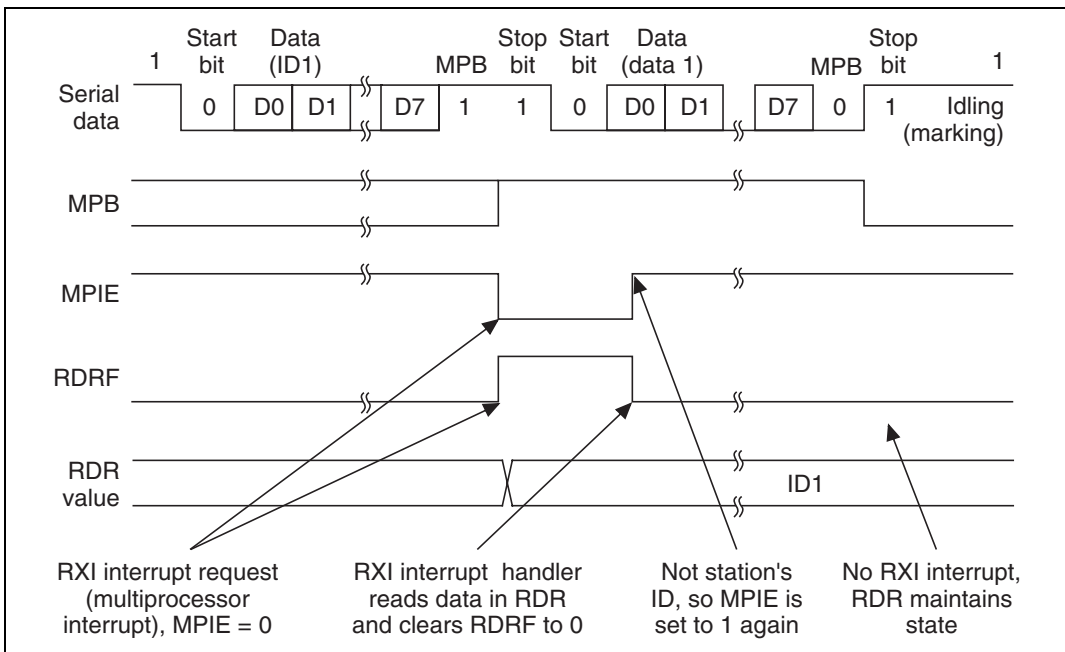 1 Start bit Data (ID1) MPB Stop bit Start bit Data (data 1) MPB Stop bit 1
Serial data 0 D0 D1 D7 1 1 0 D0 D1 D7 0 1 Idling (marking)
MPB
MPIE
RDRF
RDR value ID1
RXI interrupt request
(multiprocessor
interrupt), MPIE = 0
RXI interrupt handler
reads data in RDR
and clears RDRF to 0
Not station's
ID, so MPIE is
set to 1 again
No RXI interrupt,
RDR maintains
state